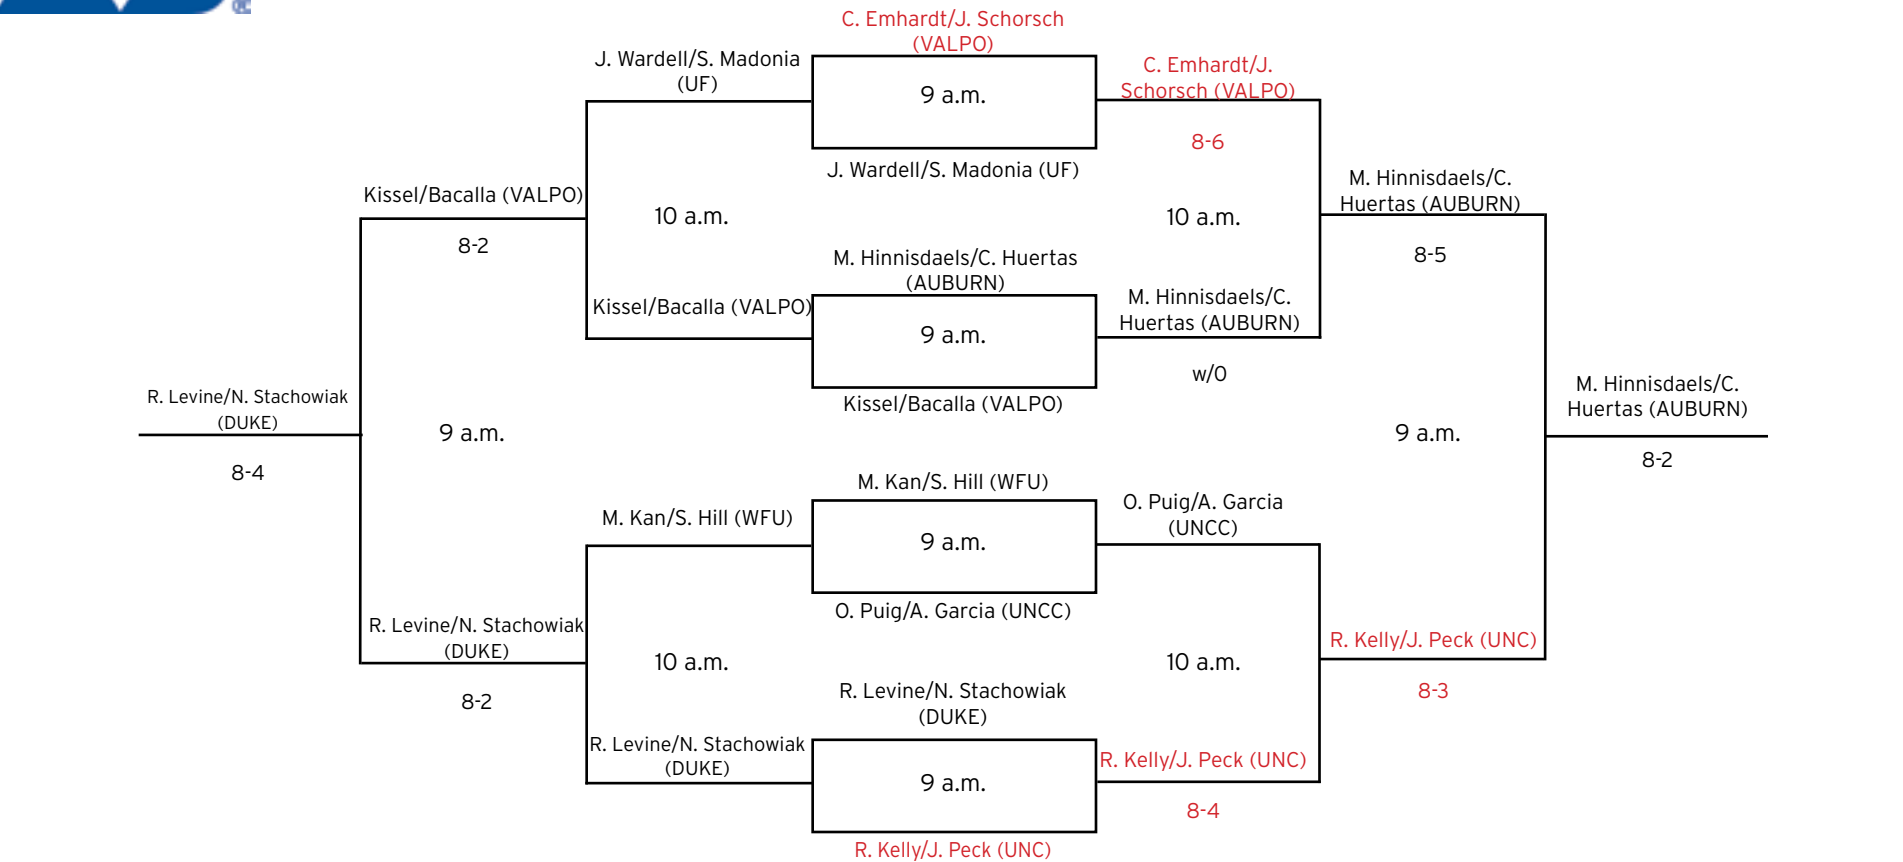 C. Emhardt/J. Schorsch
(VALPO)
J. Wardell/S. Madonia
(UF)
9 a.m.
C. Emhardt/J.
Schorsch (VALPO)
8-6
J. Wardell/S. Madonia (UF)
M. Hinnisdaels/C.
Huertas (AUBURN)
Kissel/Bacalla (VALPO)
10 a.m.
10 a.m.
8-2
8-5
M. Hinnisdaels/C. Huertas
(AUBURN)
Kissel/Bacalla (VALPO)
9 a.m.
M. Hinnisdaels/C.
Huertas (AUBURN)
w/0
Kissel/Bacalla (VALPO)
R. Levine/N. Stachowiak
(DUKE)
9 a.m.
9 a.m.
M. Hinnisdaels/C.
Huertas (AUBURN)
8-4
8-2
M. Kan/S. Hill (WFU)
M. Kan/S. Hill (WFU)
9 a.m.
O. Puig/A. Garcia
(UNCC)
O. Puig/A. Garcia (UNCC)
R. Levine/N. Stachowiak
(DUKE)
10 a.m.
10 a.m.
R. Kelly/J. Peck (UNC)
8-2
8-3
R. Levine/N. Stachowiak
(DUKE)
R. Levine/N. Stachowiak
(DUKE)
9 a.m.
R. Kelly/J. Peck (UNC)
8-4
R. Kelly/J. Peck (UNC)